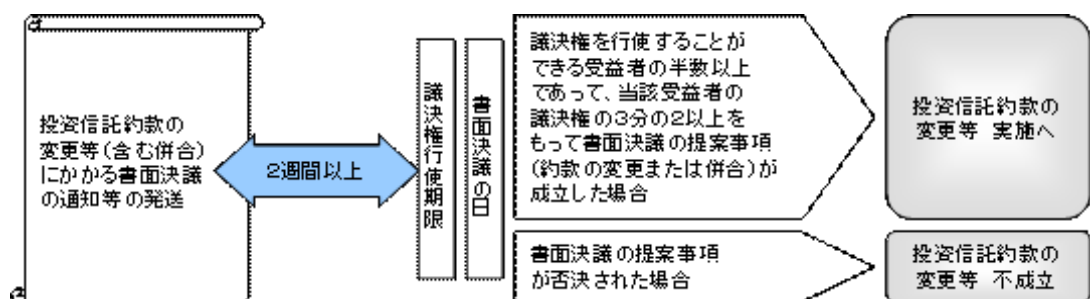 投資信託約款の
変更等(含む併合)
にかかる書面決議
の通知等の発送
2週間以上
議決権行使期限
書面決議の日
議決権を行使することが
できる受益者の半数以上
であって、当該受益者の
議決権の3分の2以上を
もって書面決議の提案事項
(約款の変更または併合)が
成立した場合
投資信託約款の
変更等 実施へ
書面決議の提案事項
が否決された場合
投資信託約款の
変更等 不成立